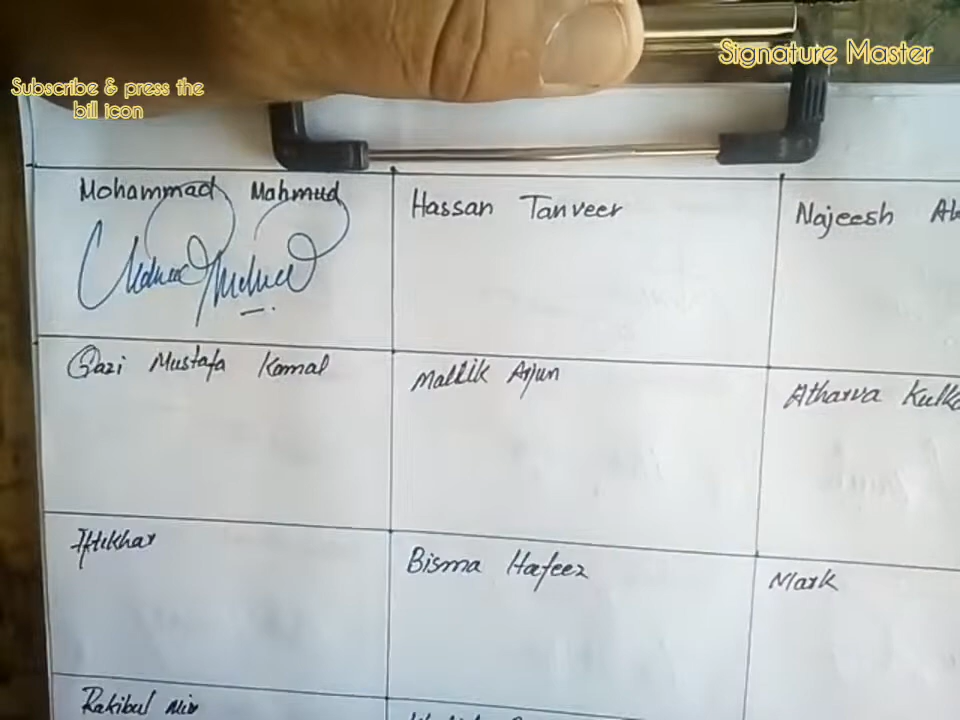 Signature Master
Subscribe & press the
bill icon
Mohammad Mahmud
Hassan Tanveer
Najeesh
Qazi Mustafa Kamal
Mallik Arjun
Atharva
Iftikhar
Bisma Hafeez
Mark
Rakibul